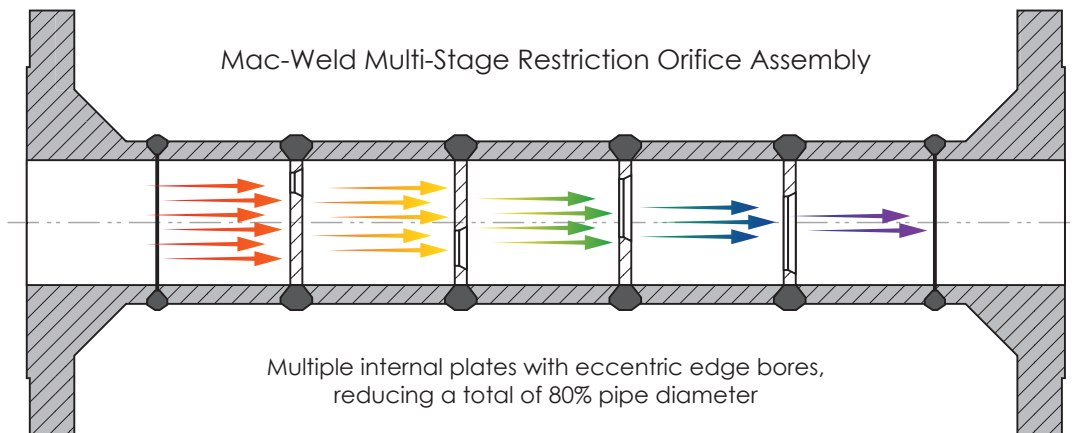 Mac-Weld Multi-Stage Restriction Orifice Assembly
Multiple internal plates with eccentric edge bores,
reducing a total of 80% pipe diameter